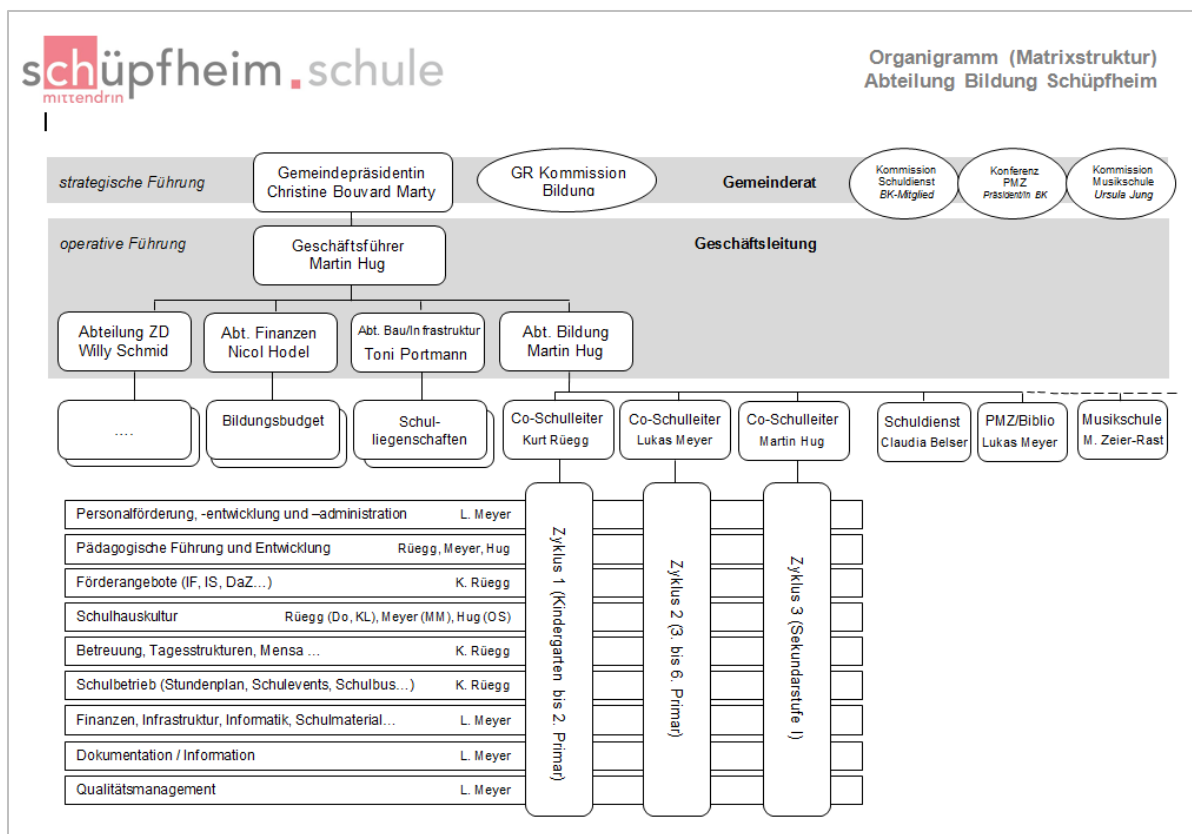 schüpfheim.schule
mittendrin
Organigramm (Matrixstruktur)
Abteilung Bildung Schüpfheim
strategische Führung
Gemeindepräsidentin
Christine Bouvard Marty
GR Kommission
Bildung
Gemeinderat
Kommission
Schuldienst
BK-Mitglied
Konferenz
PMZ
Präsident/in BK
Kommission
Musikschule
Ursula Jung
operative Führung
Geschäftsführer
Martin Hug
Geschäftsleitung
Abteilung ZD
Willy Schmid
Abt. Finanzen
Nicol Hodel
Abt. Bau/Infrastruktur
Toni Portmann
Abt. Bildung
Martin Hug
....
Bildungsbudget
Schul-
liegenschaften
Co-Schulleiter
Kurt Rüegg
Co-Schulleiter
Lukas Meyer
Co-Schulleiter
Martin Hug
Schuldienst
Claudia Belser
PMZ/Biblio
Lukas Meyer
Musikschule
M. Zeier-Rast
Personalförderung, -entwicklung und –administration L. Meyer
Pädagogische Führung und Entwicklung Rüegg, Meyer, Hug
Förderangebote (IF, IS, DaZ…) K. Rüegg
Schulhauskultur Rüegg (Do, KL), Meyer (MM), Hug (OS)
Betreuung, Tagesstrukturen, Mensa … K. Rüegg
Schulbetrieb (Stundenplan, Schulevents, Schulbus…) K. Rüegg
Finanzen, Infrastruktur, Informatik, Schulmaterial… L. Meyer
Dokumentation / Information L. Meyer
Qualitätsmanagement L. Meyer
Zyklus 1 (Kindergarten bis 2. Primar)
Zyklus 2 (3. bis 6. Primar)
Zyklus 3 (Sekundarstufe I)